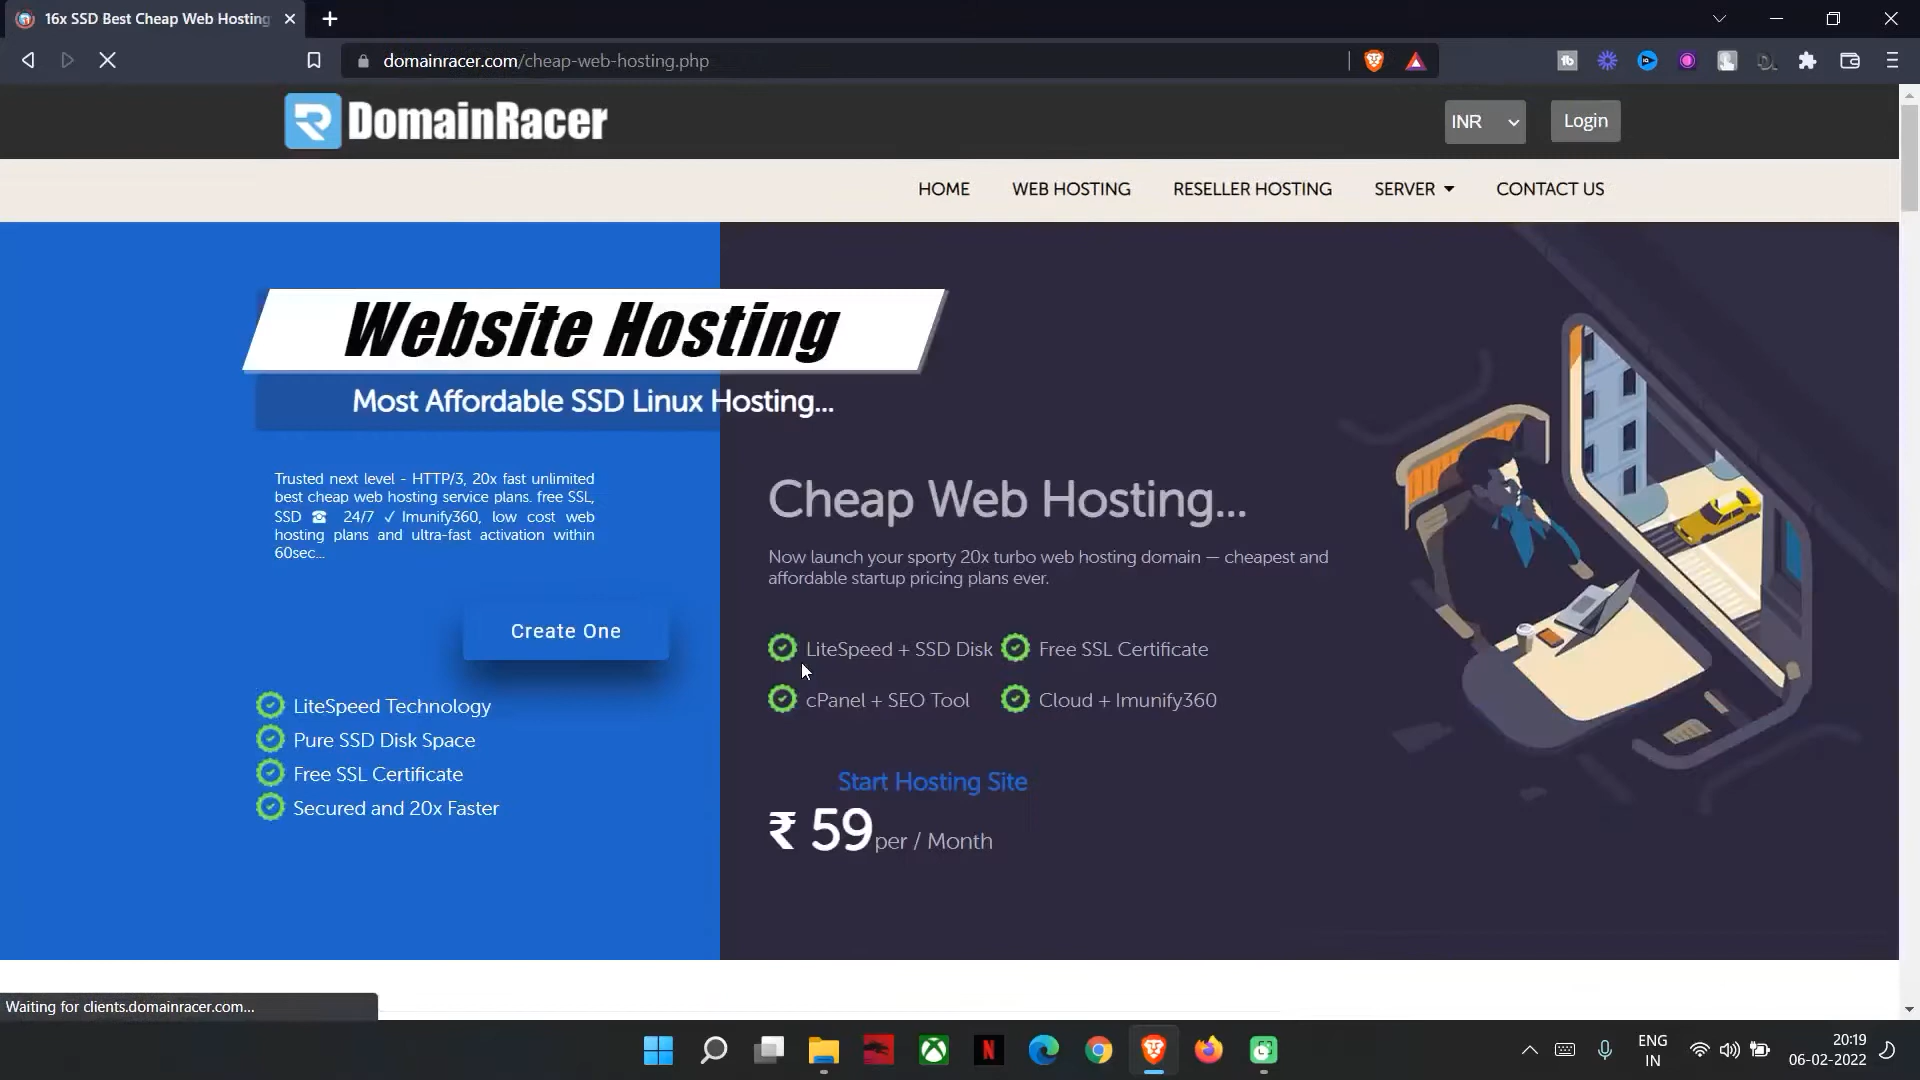 16x SSD Best Cheap Web Hosting
domainracer.com/cheap-web-hosting.php
DomainRacer
INR
Login
HOME
WEB HOSTING
RESELLER HOSTING
SERVER
CONTACT US
Website Hosting
Most Affordable SSD Linux Hosting...
Trusted next level - HTTP/3, 20x fast unlimited
best cheap web hosting service plans. free SSL,
SSD ☎ 24/7 ✓ Imunify360, low cost web
hosting plans and ultra-fast activation within
60sec...
Create One
LiteSpeed Technology
Pure SSD Disk Space
Free SSL Certificate
Secured and 20x Faster
Cheap Web Hosting...
Now launch your sporty 20x turbo web hosting domain — cheapest and
affordable startup pricing plans ever.
LiteSpeed + SSD Disk
Free SSL Certificate
cPanel + SEO Tool
Cloud + Imunify360
Start Hosting Site
₹ 59 per / Month
Waiting for clients.domainracer.com...
ENG
IN
20:19
06-02-2022